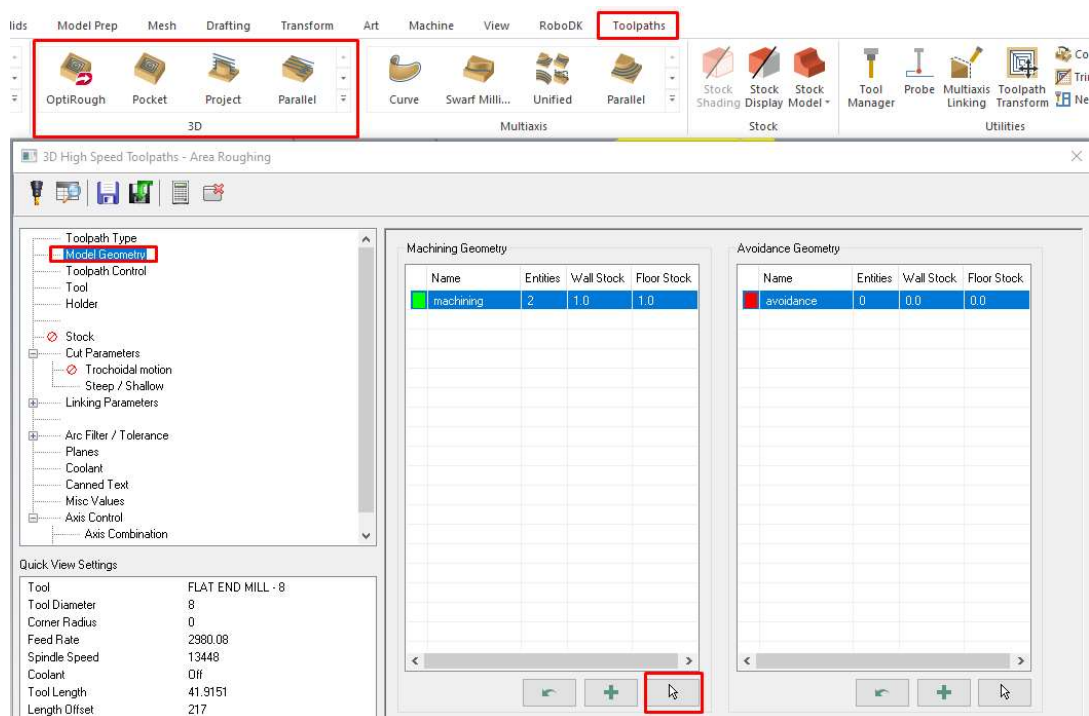 Model Prep Mesh Drafting Transform Art Machine View RoboDK Toolpaths
OptiRough Pocket Project Parallel Curve Swarf Milli... Unified Parallel Stock Shading Stock Display Stock Model Tool Manager Probe Multiaxis Linking Toolpath Transform
3D Multiaxis Stock Utilities
3D High Speed Toolpaths - Area Roughing
Toolpath Type
Model Geometry
Toolpath Control
Tool
Holder
Stock
Cut Parameters
Trochoidal motion
Steep / Shallow
Linking Parameters
Arc Filter / Tolerance
Planes
Coolant
Canned Text
Misc Values
Axis Control
Axis Combination
Quick View Settings
Tool FLAT END MILL - 8
Tool Diameter 8
Corner Radius 0
Feed Rate 2980.08
Spindle Speed 13448
Coolant Off
Tool Length 41.9151
Length Offset 217
Machining Geometry
Name Entities Wall Stock Floor Stock
machining 2 1.0 1.0
Avoidance Geometry
Name Entities Wall Stock Floor Stock
avoidance 0 0.0 0.0